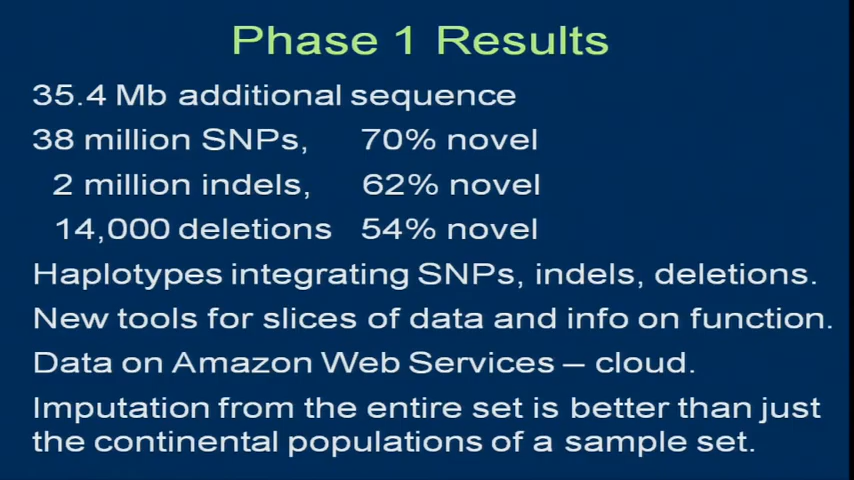 Phase 1 Results
35.4 Mb additional sequence
38 million SNPs, 70% novel
2 million indels, 62% novel
14,000 deletions 54% novel
Haplotypes integrating SNPs, indels, deletions.
New tools for slices of data and info on function.
Data on Amazon Web Services – cloud.
Imputation from the entire set is better than just
the continental populations of a sample set.